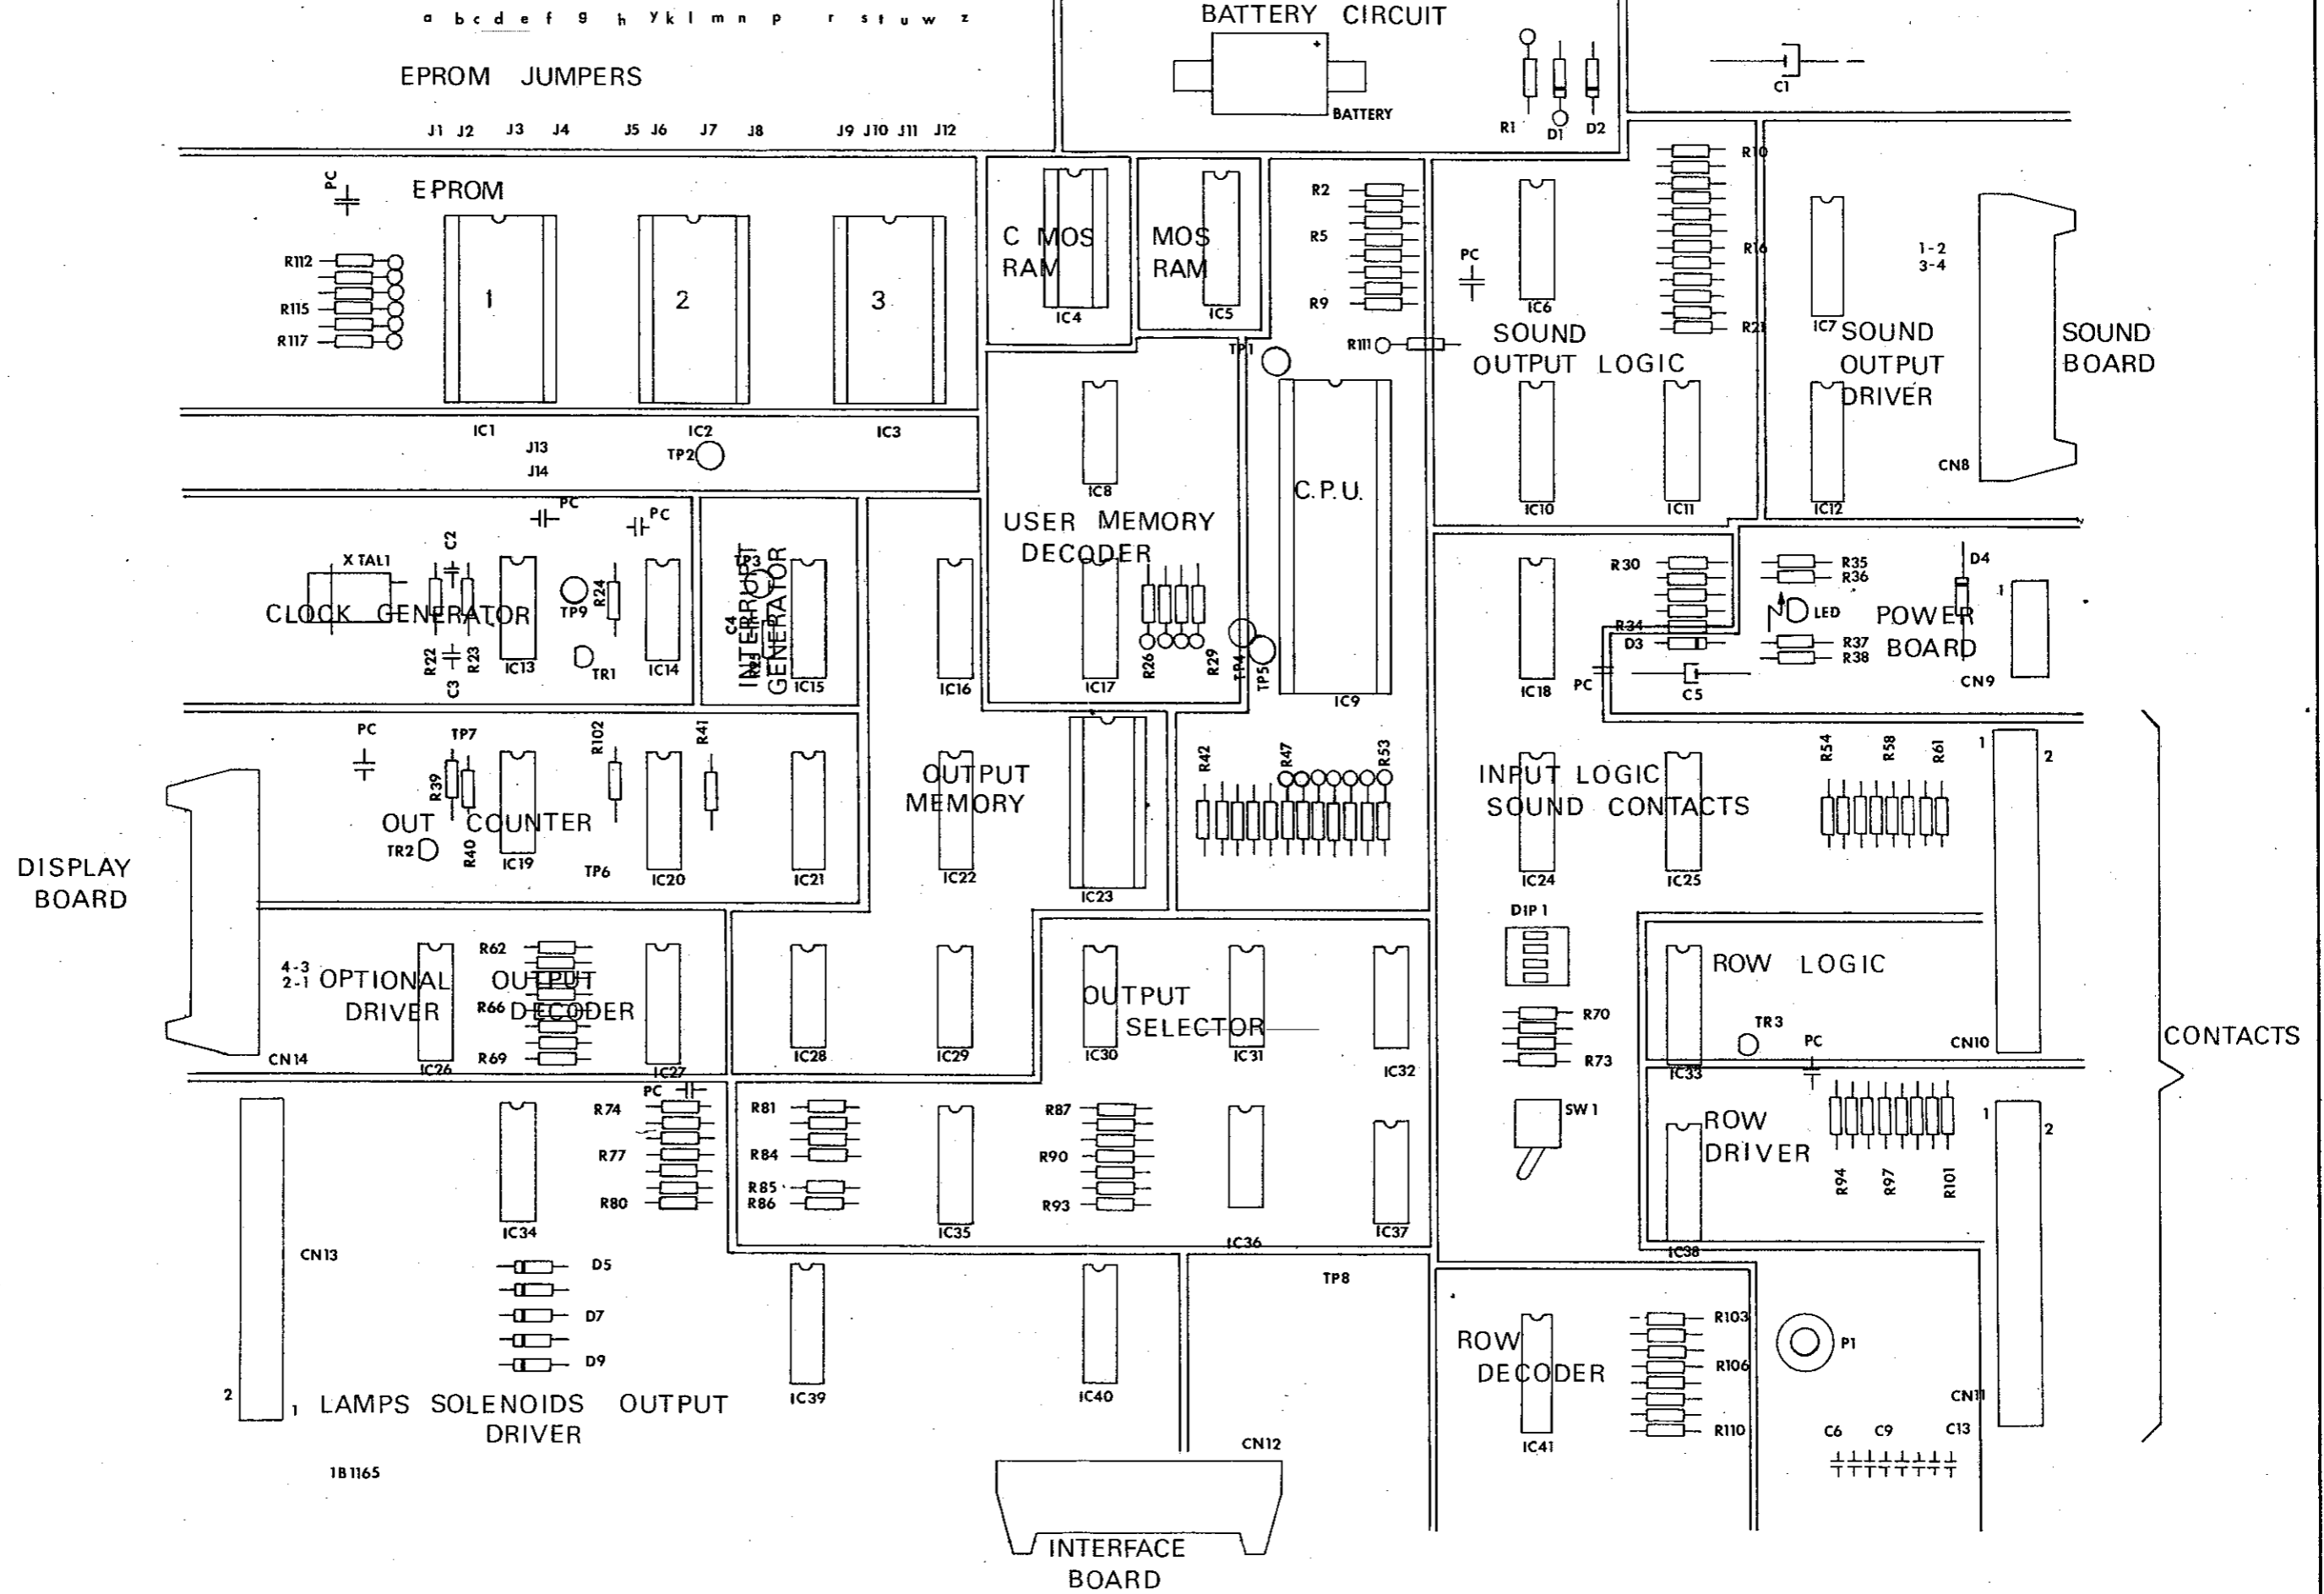 a b c d e f g h y k l m n p r s t u w z
BATTERY CIRCUIT
+
EPROM JUMPERS
C1
BATTERY
R1 D1 D2
J1 J2 J3 J4 J5 J6 J7 J8 J9 J10 J11 J12
PC
EPROM
R10
R2
C MOS
RAM
MOS
RAM
R5
R16
1-2
3-4
PC
R112
R115
R117
1 2 3
R9
IC4
IC5
IC6
R21
IC7
TP1
R111
SOUND
OUTPUT LOGIC
SOUND
OUTPUT
DRIVER
SOUND
BOARD
IC1 IC2 IC3
J13
J14
TP2
CN8
IC8
C.P.U.
IC10 IC11 IC12
PC PC
USER MEMORY
DECODER
X TAL1
C2
CLOCK GENERATOR
TP9
R24
TP3
C4
R25
INTERRUPT
GENERATOR
R22
C3
R23
IC13
TR1
IC14
IC15
IC16
IC17
R26
R29
TP4
TP5
IC9
IC18
R30
R34
D3
PC
C5
R35
R36
LED
R37
R38
D4
1
POWER
BOARD
CN9
PC
TP7
R39
R40
R102
R41
OUT COUNTER
TR2
IC19
TP6
IC20
IC21
OUTPUT
MEMORY
IC22
IC23
R42
R47
R53
INPUT LOGIC
SOUND CONTACTS
IC24
IC25
R54
R58
R61
1 2
DISPLAY
BOARD
DIP 1
4-3
2-1
OPTIONAL
DRIVER
OUTPUT
DECODER
R62
R66
R69
CN14
IC26
IC27
IC28
IC29
OUTPUT
SELECTOR
IC30
IC31
IC32
R70
R73
ROW LOGIC
TR3
PC
CN10
IC33
CONTACTS
PC
R74
R77
R80
R81
R84
R85
R86
R87
R90
R93
SW 1
ROW
DRIVER
1 2
R94
R97
R101
IC34
IC35
IC36
IC37
IC38
CN13
D5
D7
D9
TP8
ROW
DECODER
R103
R106
R110
P1
CN11
2
1
IC39
IC40
IC41
LAMPS SOLENOIDS OUTPUT
DRIVER
C6 C9 C13
CN12
1B1165
INTERFACE
BOARD